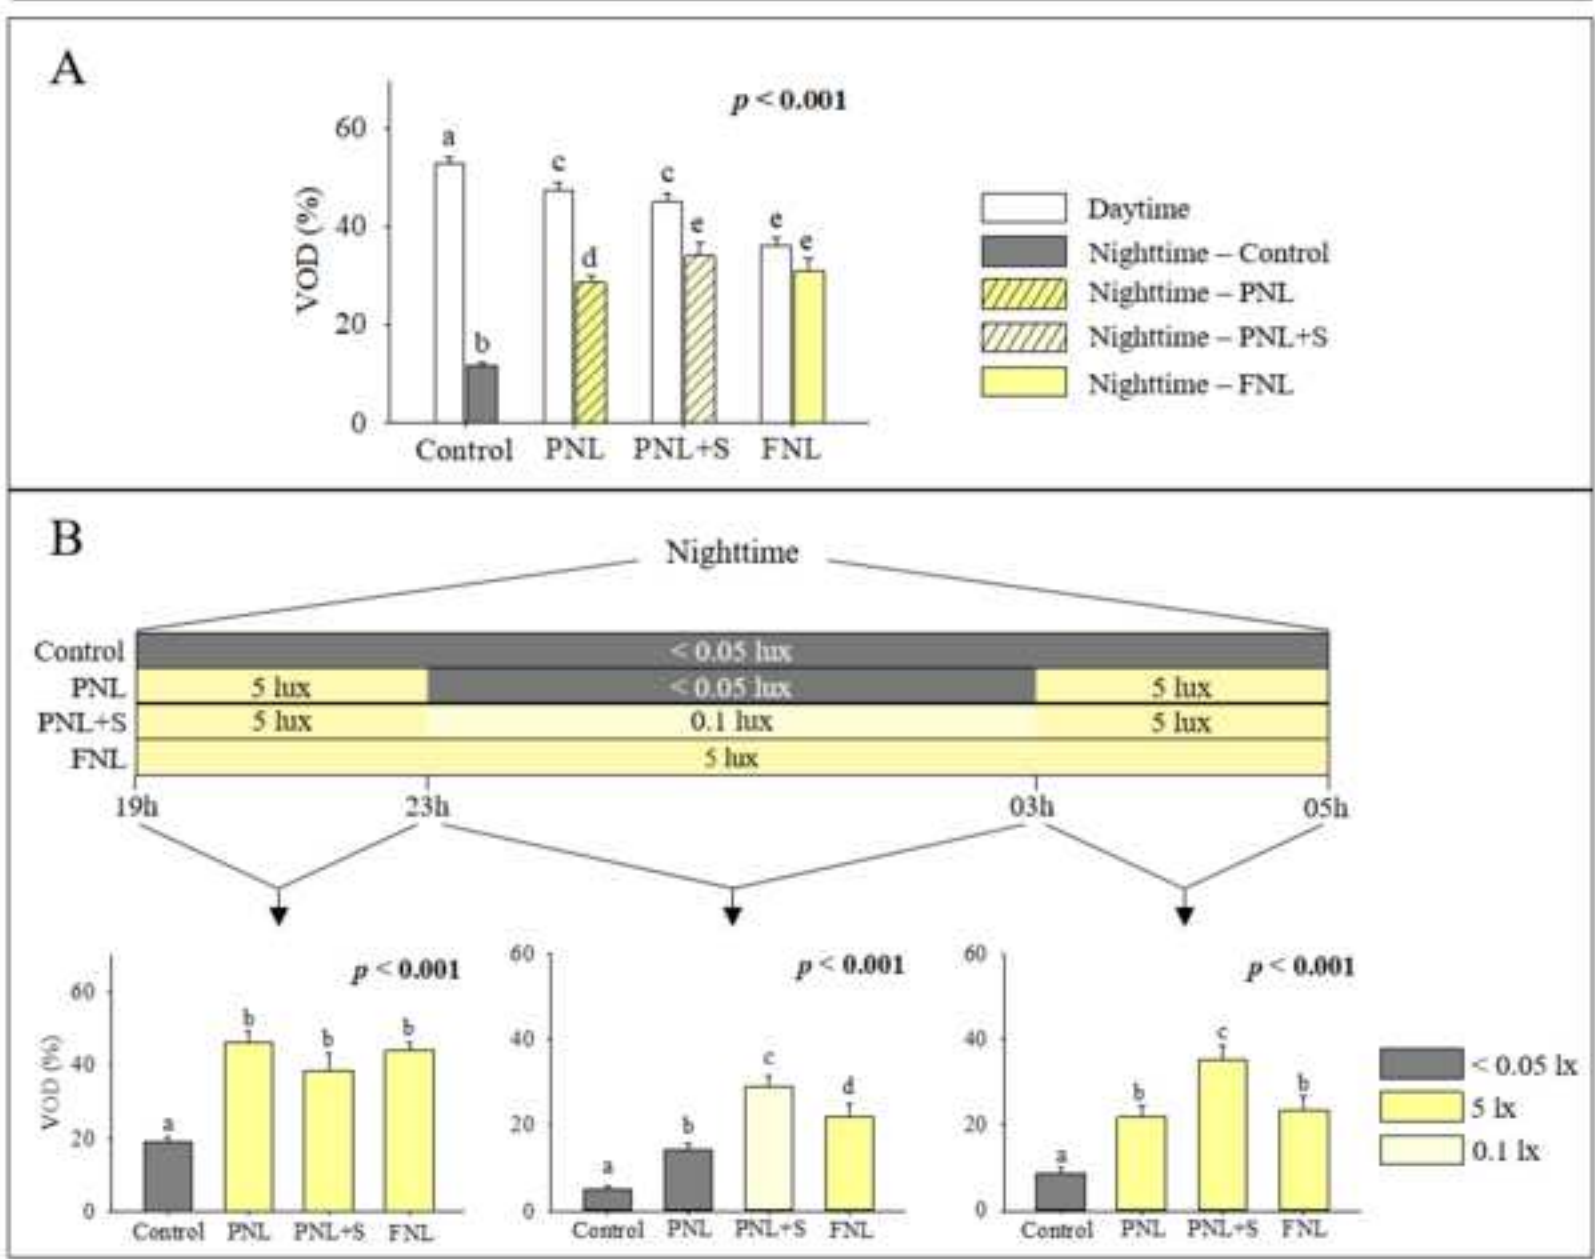 A
p < 0.001
VOD (%)
60
40
20
0
a
b
c
d
c
e
e
e
Control
PNL
PNL+S
FNL
Daytime
Nighttime – Control
Nighttime – PNL
Nighttime – PNL+S
Nighttime – FNL
B
Nighttime
Control
< 0.05 lux
PNL
5 lux
< 0.05 lux
5 lux
PNL+S
5 lux
0.1 lux
5 lux
FNL
5 lux
19h
23h
03h
05h
p < 0.001
VOD (%)
60
40
20
0
a
b
b
b
Control
PNL
PNL+S
FNL
p < 0.001
60
40
20
0
a
b
c
d
Control
PNL
PNL+S
FNL
p < 0.001
60
40
20
0
a
b
c
b
Control
PNL
PNL+S
FNL
< 0.05 lx
5 lx
0.1 lx